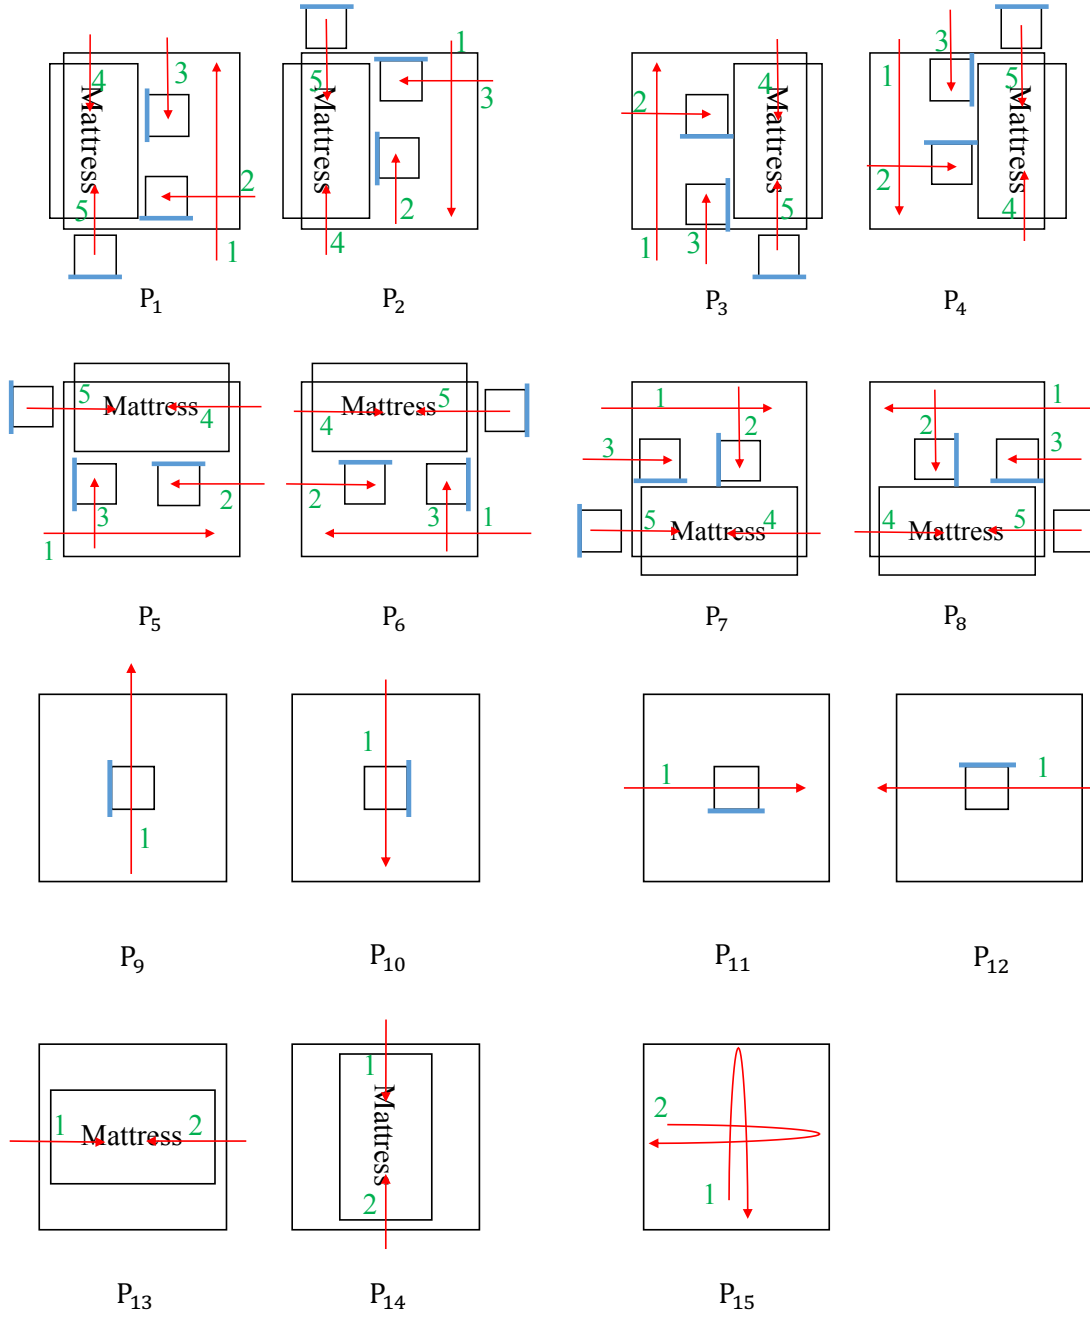 4 3 Mattress 2 5 1
P1
1 5 3 Mattress 2 4
P2
4 2 Mattress 5 1 3
P3
3 1 5 Mattress 2 4
P4
5 Mattress 4 2 3 1
P5
5 Mattress 4 2 3 1
P6
1 2 3 5 Mattress 4
P7
1 2 3 4 Mattress 5
P8
1
P9
1
P10
1
P11
1
P12
1 Mattress 2
P13
1 Mattress 2
P14
2 1
P15